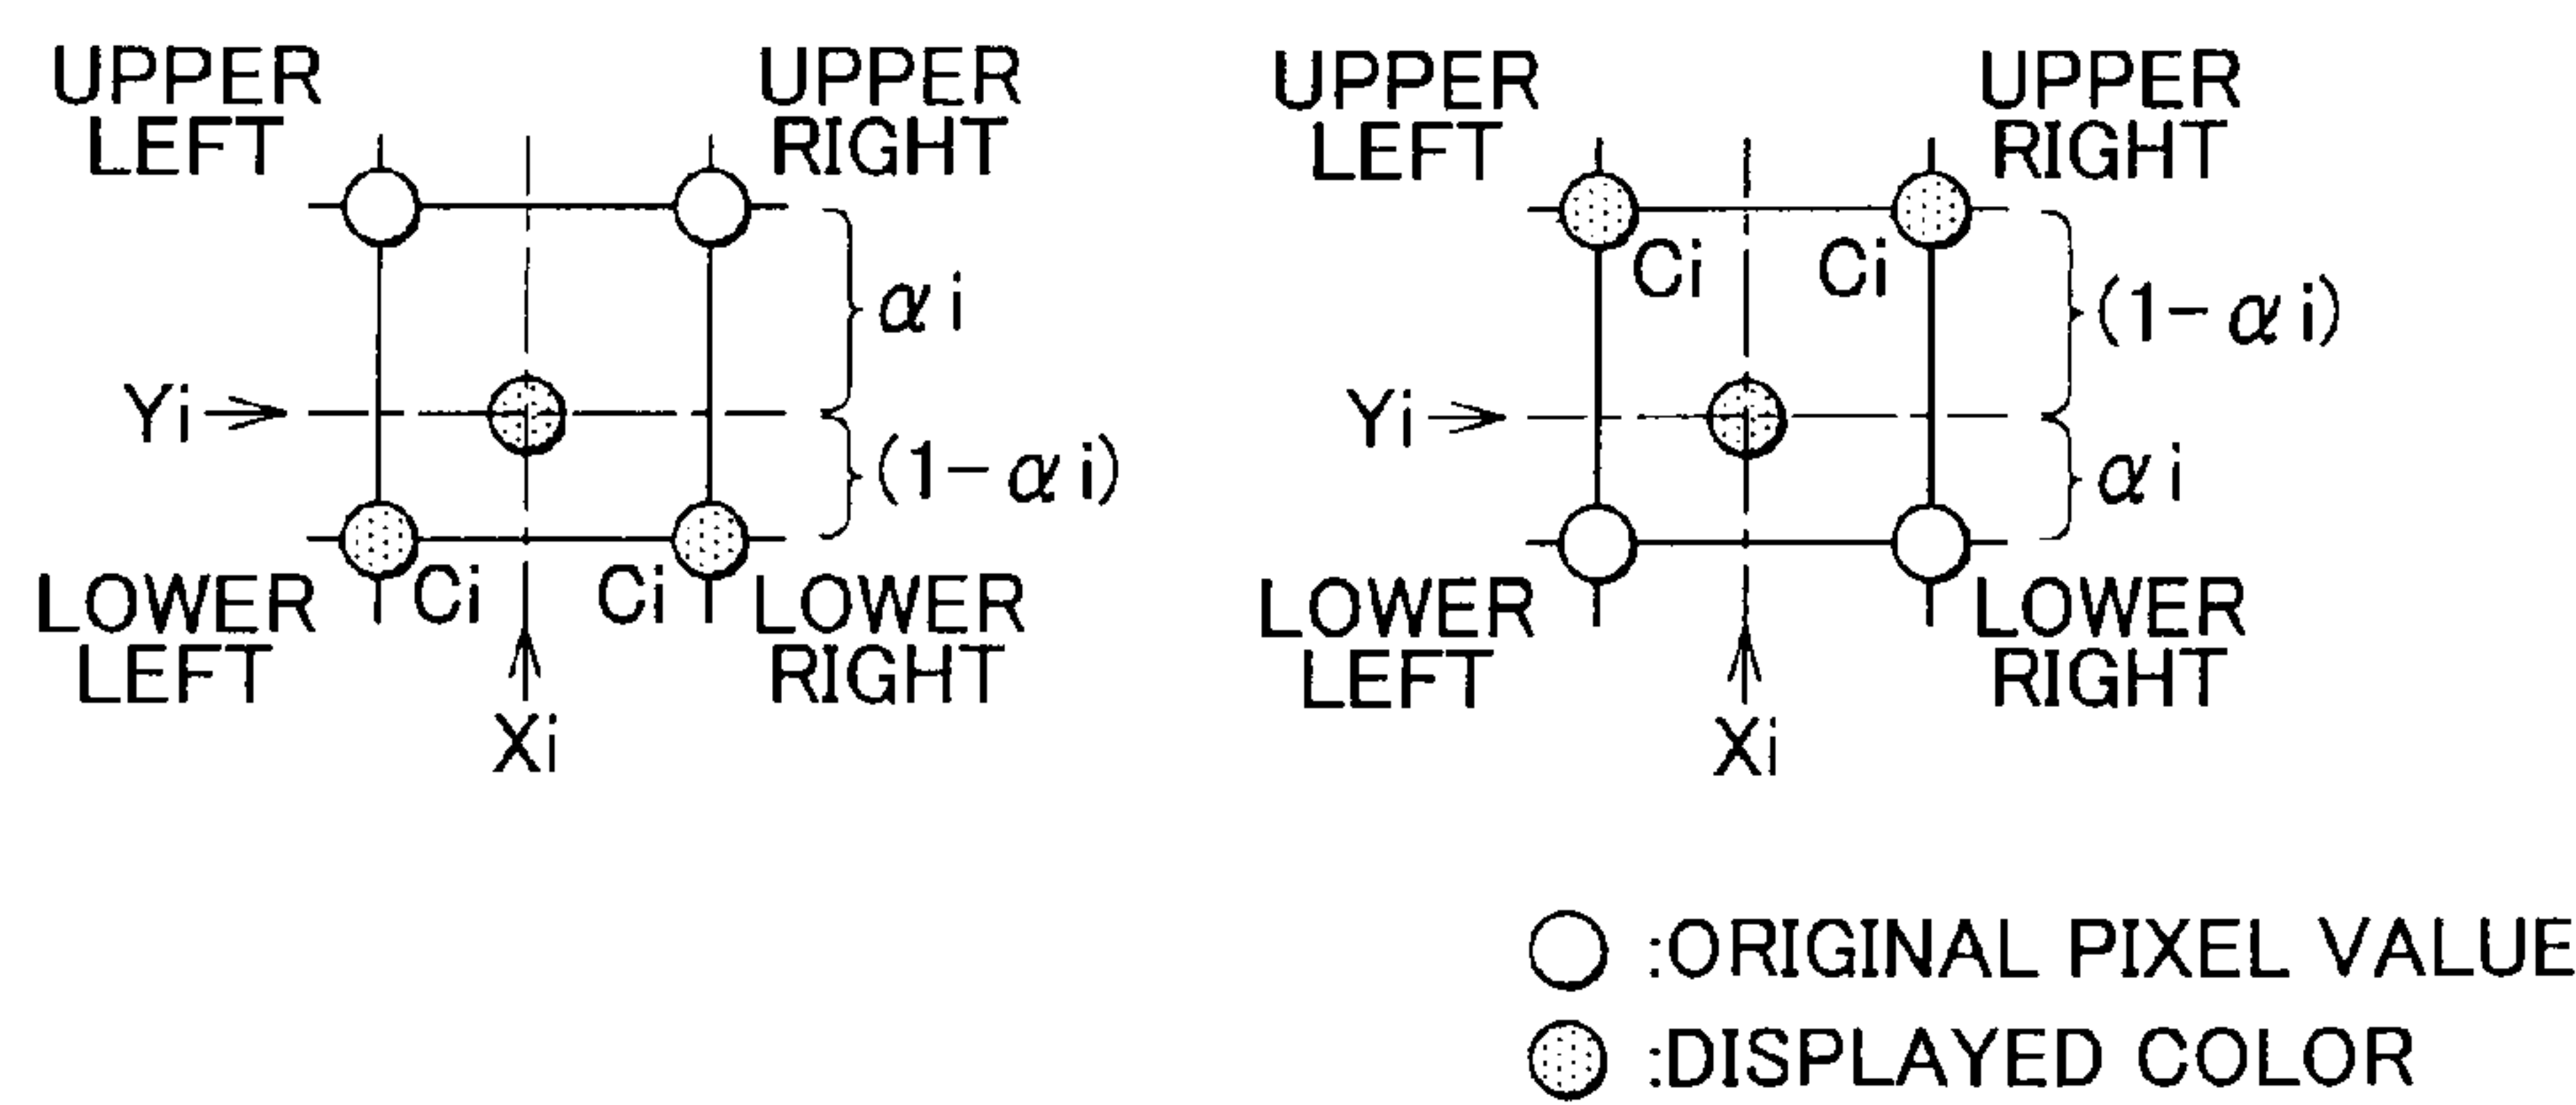 UPPER
LEFT
UPPER
RIGHT
αi
Yi
(1-αi)
Ci
Ci
LOWER
LEFT
LOWER
RIGHT
Xi
UPPER
LEFT
UPPER
RIGHT
Ci
Ci
(1-αi)
Yi
αi
LOWER
LEFT
LOWER
RIGHT
Xi
:ORIGINAL PIXEL VALUE
:DISPLAYED COLOR